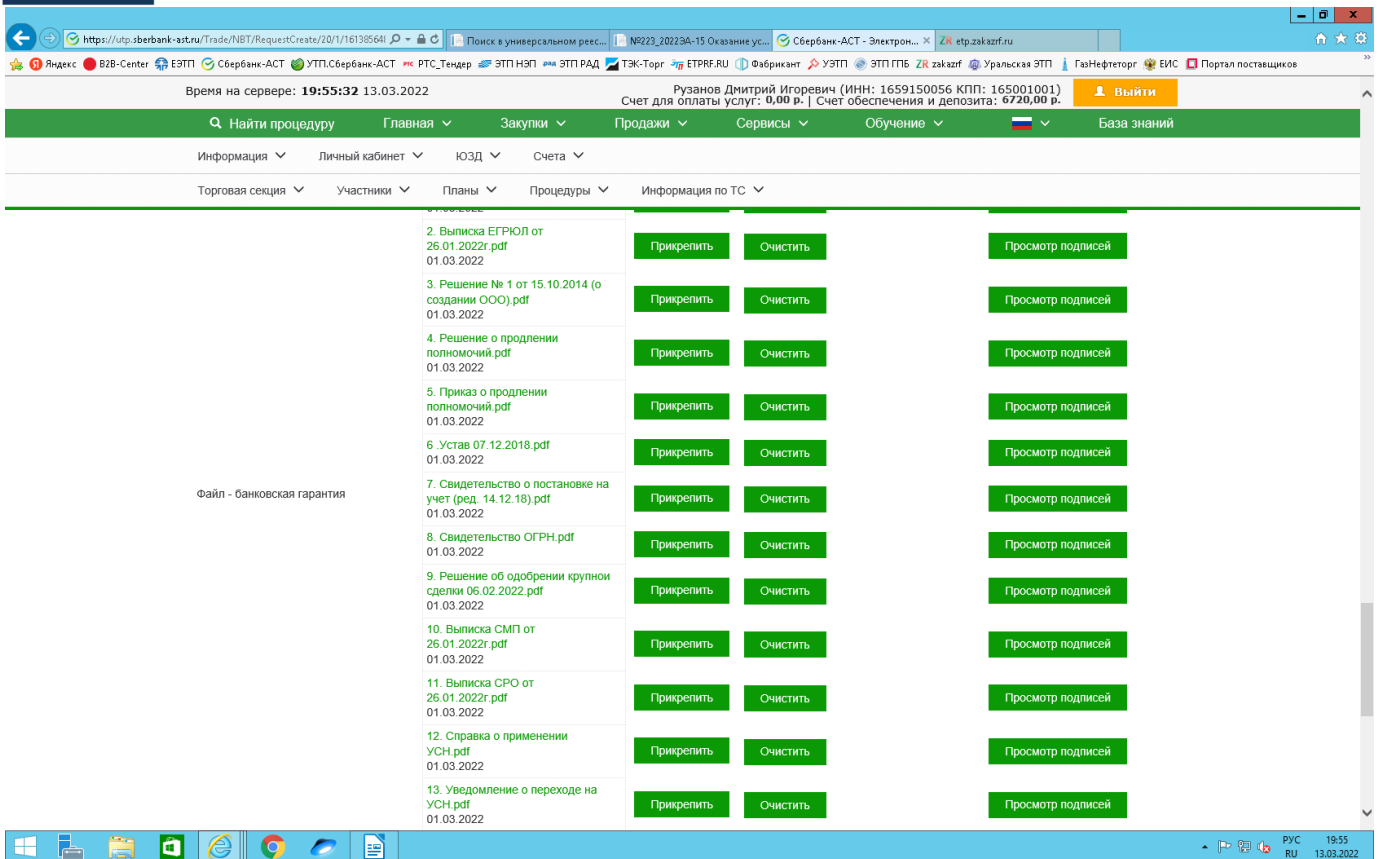 https://utp.sberbank-ast.ru/Trade/NBT/RequestCreate/20/1/16138564
Поиск в универсальном реес...
№223_2022ЭА-15 Оказание ус...
Сбербанк-АСТ - Электрон...
ZR etp.zakazrf.ru
Яндекс B2B-Center ЕЭТП Сбербанк-АСТ УТП.Сбербанк-АСТ РТС_Тендер ЭТП НЭП ЭТП РАД ТЭК-Торг ETPRF.RU Фабрикант УЭТП ЭТП ГПБ ZR zakazrf Уральская ЭТП ГазНефтеторг ЕИС Портал поставщиков
Время на сервере: 19:55:32 13.03.2022
Рузанов Дмитрий Игоревич (ИНН: 1659150056 КПП: 165001001)
Счет для оплаты услуг: 0,00 р. | Счет обеспечения и депозита: 6720,00 р.
Выйти
Найти процедуру Главная Закупки Продажи Сервисы Обучение База знаний
Информация Личный кабинет ЮЗД Счета
Торговая секция Участники Планы Процедуры Информация по ТС
Файл - банковская гарантия
2. Выписка ЕГРЮЛ от
26.01.2022г.pdf
01.03.2022
Прикрепить Очистить Просмотр подписей
3. Решение № 1 от 15.10.2014 (о
создании ООО).pdf
01.03.2022
Прикрепить Очистить Просмотр подписей
4. Решение о продлении
полномочий.pdf
01.03.2022
Прикрепить Очистить Просмотр подписей
5. Приказ о продлении
полномочий.pdf
01.03.2022
Прикрепить Очистить Просмотр подписей
6 .Устав 07.12.2018.pdf
01.03.2022
Прикрепить Очистить Просмотр подписей
7. Свидетельство о постановке на
учет (ред. 14.12.18).pdf
01.03.2022
Прикрепить Очистить Просмотр подписей
8. Свидетельство ОГРН.pdf
01.03.2022
Прикрепить Очистить Просмотр подписей
9. Решение об одобрении крупнои
сделки 06.02.2022.pdf
01.03.2022
Прикрепить Очистить Просмотр подписей
10. Выписка СМП от
26.01.2022г.pdf
01.03.2022
Прикрепить Очистить Просмотр подписей
11. Выписка СРО от
26.01.2022г.pdf
01.03.2022
Прикрепить Очистить Просмотр подписей
12. Справка о применении
УСН.pdf
01.03.2022
Прикрепить Очистить Просмотр подписей
13. Уведомление о переходе на
УСН.pdf
01.03.2022
Прикрепить Очистить Просмотр подписей
РУС 19:55
RU 13.03.2022